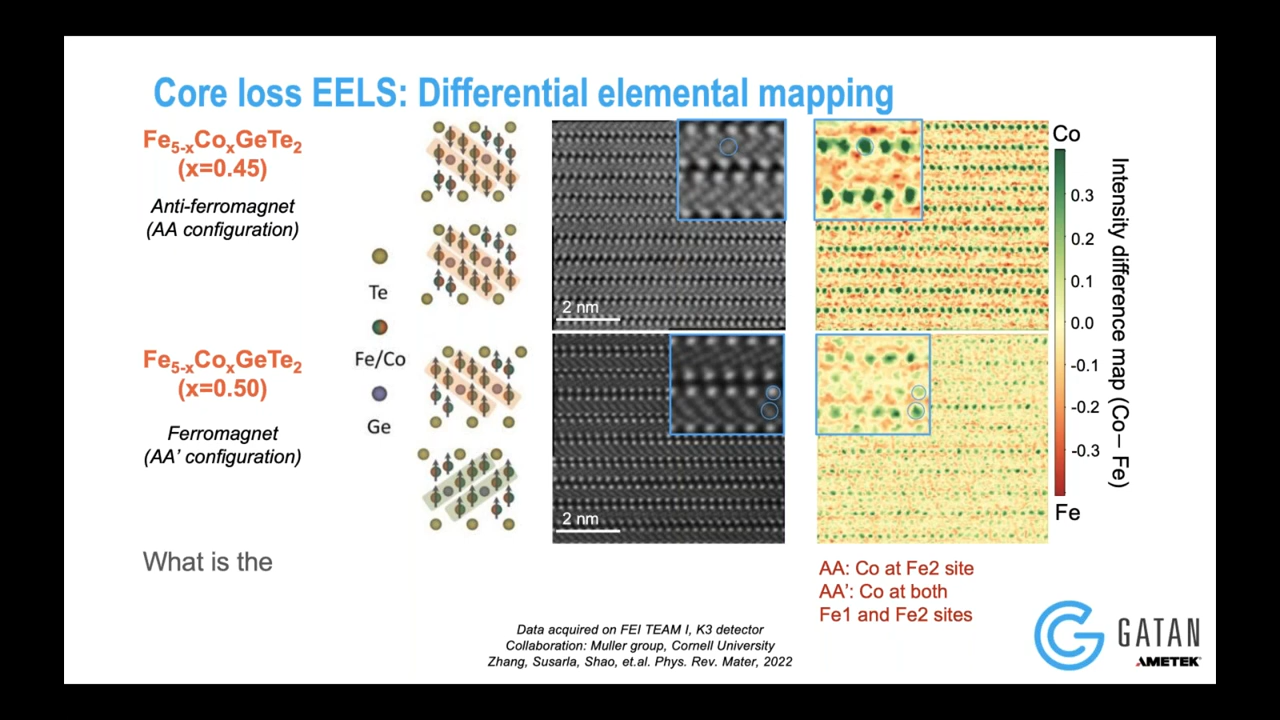 Core loss EELS: Differential elemental mapping
Fe5-xCoxGeTe2
(x=0.45)
Anti-ferromagnet
(AA configuration)
Te
Fe/Co
Ge
Fe5-xCoxGeTe2
(x=0.50)
Ferromagnet
(AA’ configuration)
What is the
2 nm
2 nm
Co
0.3
0.2
0.1
0.0
-0.1
-0.2
-0.3
Fe
Intensity difference map (Co– Fe)
AA: Co at Fe2 site
AA’: Co at both
Fe1 and Fe2 sites
Data acquired on FEI TEAM I, K3 detector
Collaboration: Muller group, Cornell University
Zhang, Susarla, Shao, et.al. Phys. Rev. Mater, 2022
GATAN
AMETEK